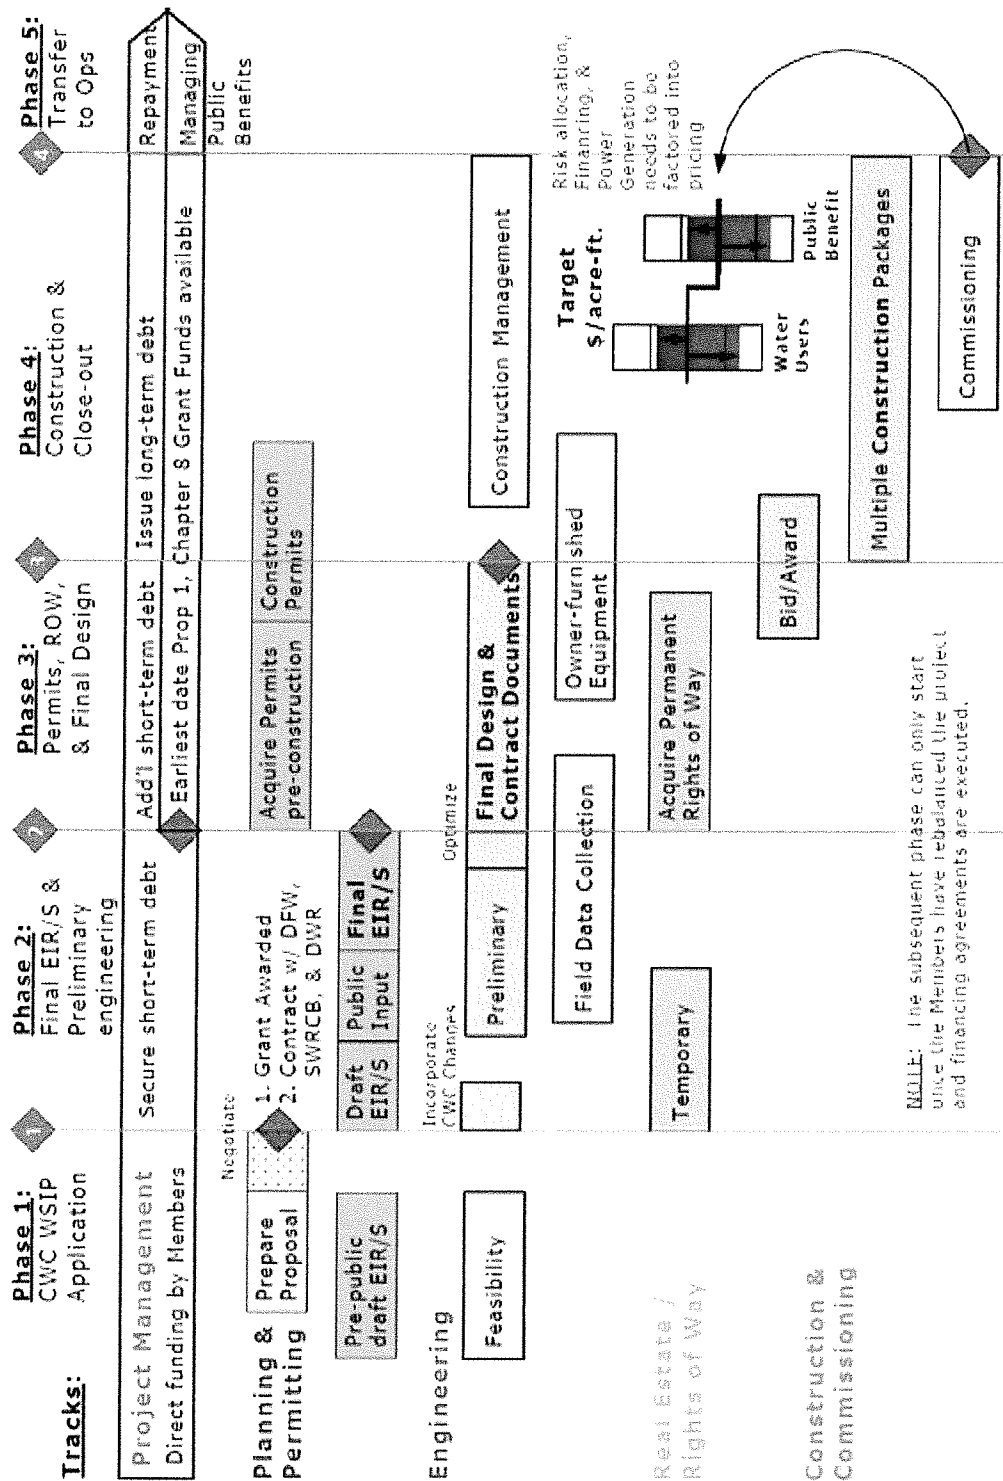 Tracks:
Phase 1:
CWC WSIP
Application
1
Phase 2:
Final EIR/S &
Preliminary
engineering
2
Phase 3:
Permits, ROW,
& Final Design
3
Phase 4:
Construction &
Close-out
4
Phase 5:
Transfer
to Ops
Project Management
Direct funding by Members
Secure short-term debt
Add'l short-term debt
Issue long-term debt
Repayment
Earliest date Prop 1, Chapter 8 Grant Funds available
Managing
Public
Benefits
Planning &
Permitting
Prepare
Proposal
Negotiate
1- Grant Awarded
2. Contract w/ DFW,
SWRCB, & DWR
Acquire Permits
pre-construction
Construction
Permits
Pre-public
draft EIR/S
Draft
EIR/S
Public
Input
Final
EIR/S
Engineering
Feasibility
Incorporate
CWC Changes
Preliminary
Optimize
Final Design &
Contract Documents
Construction Management
Field Data Collection
Owner-furnished
Equipment
Real Estate /
Rights of Way
Temporary
Acquire Permanent
Rights of Way
Target
$/acre-ft.
Water
Users
Public
Benefit
Risk allocation,
Finanring, &
Power
Generation
needs to be
factored into
pricing
Construction &
Commissioning
Bid/Award
Multiple Construction Packages
Commissioning
NOTE: The subsequent phase can only start
once the Members have rebalanced the project
and financing agreements are executed.